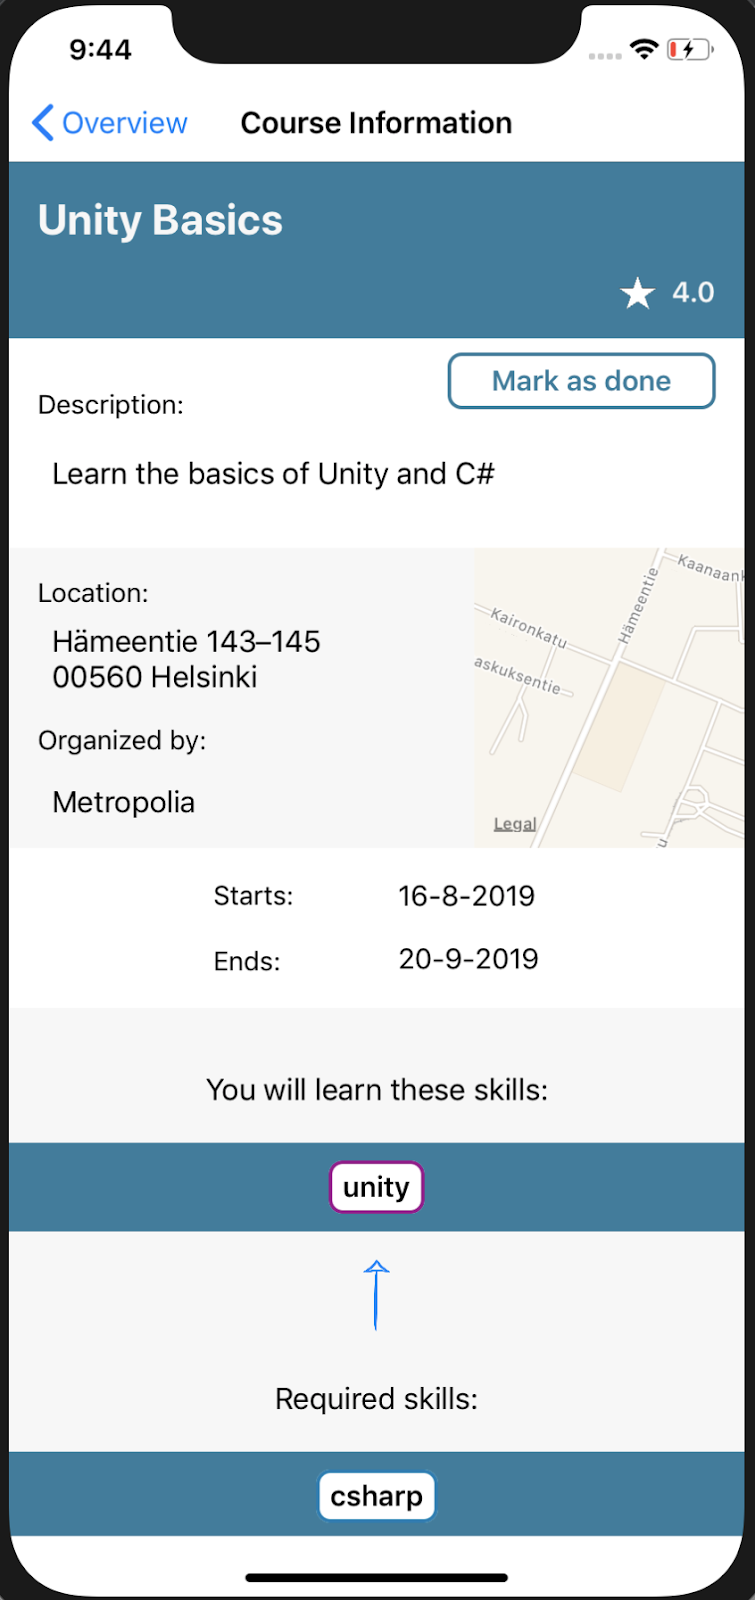 9:44
Overview
Course Information
Unity Basics
4.0
Mark as done
Description:
Learn the basics of Unity and C#
Location:
Hämeentie 143–145
00560 Helsinki
Organized by:
Metropolia
Kaanank
Hämeentie
Kaironkatu
askuksentie
Legal
Starts:
16-8-2019
Ends:
20-9-2019
You will learn these skills:
unity
Required skills:
csharp